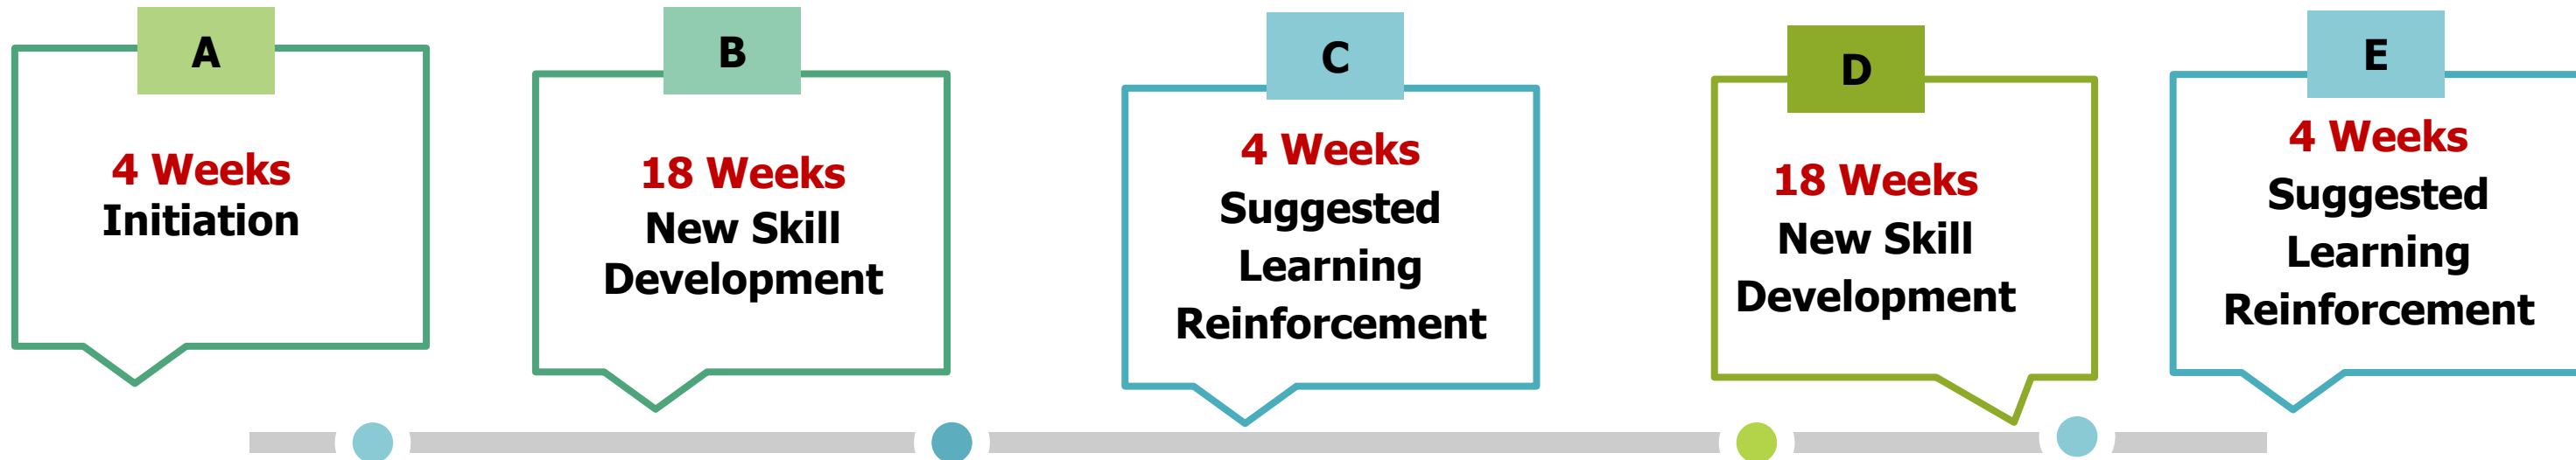 A
4 Weeks
Initiation
B
18 Weeks
New Skill
Development
C
4 Weeks
Suggested
Learning
Reinforcement
D
18 Weeks
New Skill
Development
E
4 Weeks
Suggested
Learning
Reinforcement